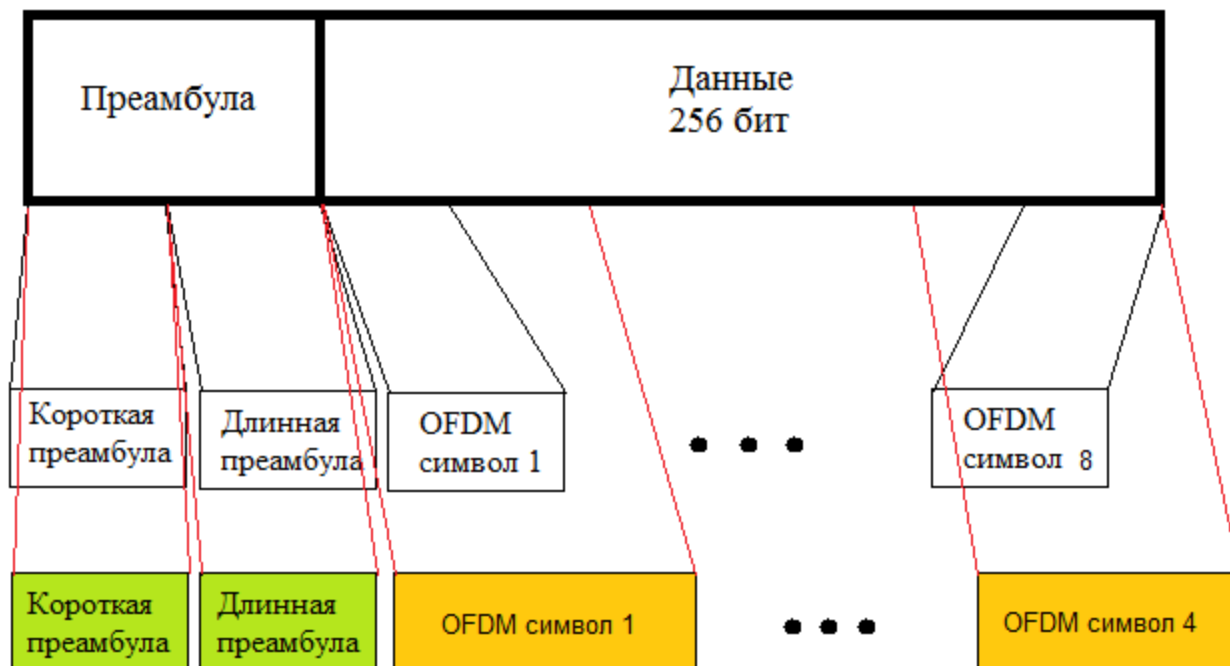 Преамбула
Данные
256 бит
Короткая
преамбула
Длинная
преамбула
OFDM
символ 1
OFDM
символ 8
Короткая
преамбула
Длинная
преамбула
OFDM символ 1
OFDM символ 4